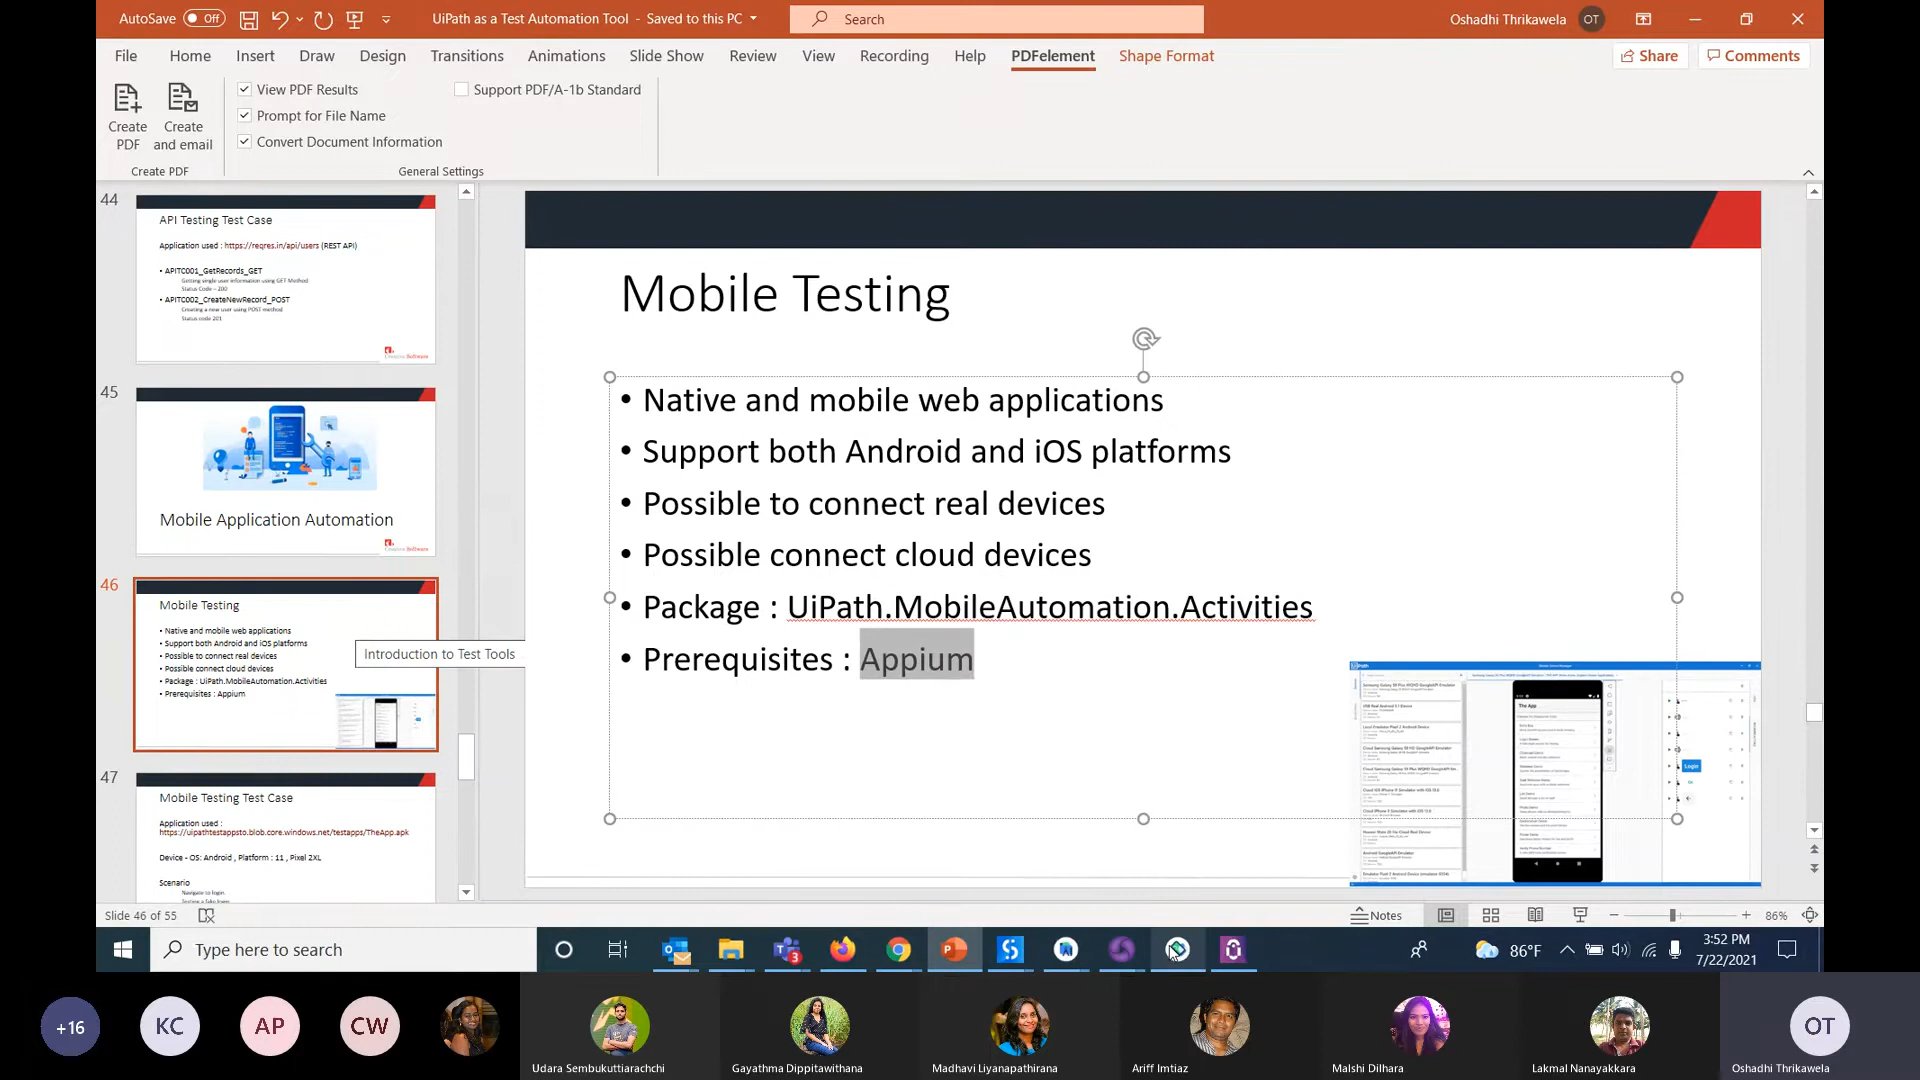 AutoSave Off
UiPath as a Test Automation Tool - Saved to this PC
Search
Oshadhi Thrikawela OT
File Home Insert Draw Design Transitions Animations Slide Show Review View Recording Help PDFelement Shape Format
Share Comments
Create PDF
Create and email
View PDF Results
Prompt for File Name
Convert Document Information
Support PDF/A-1b Standard
Create PDF
General Settings
44
API Testing Test Case
Application used : https://reqres.in/api/users (REST API)
• APITC001_GetRecords_GET
Getting single user information using GET Method
Status Code – 200
• APITC002_CreateNewRecord_POST
Creating a new user using POST method
Status code 201
45
Mobile Application Automation
46
Mobile Testing
• Native and mobile web applications
• Support both Android and iOS platforms
• Possible to connect real devices
• Possible connect cloud devices
• Package : UiPath.MobileAutomation.Activities
• Prerequisites : Appium
Introduction to Test Tools
47
Mobile Testing Test Case
Application used :
https://uipathtestappsto.blob.core.windows.net/testapps/TheApp.apk
Device - OS: Android , Platform : 11 , Pixel 2XL
Scenario
Navigate to login.
Mobile Testing
• Native and mobile web applications
• Support both Android and iOS platforms
• Possible to connect real devices
• Possible connect cloud devices
• Package : UiPath.MobileAutomation.Activities
• Prerequisites : Appium
The App
Login
Slide 46 of 55
Notes
86%
Type here to search
86°F
3:52 PM
7/22/2021
+16
KC
AP
CW
OT
Udara Sembukuttiarachchi
Gayathma Dippitawithana
Madhavi Liyanapathirana
Ariff Imtiaz
Malshi Dilhara
Lakmal Nanayakkara
Oshadhi Thrikawela